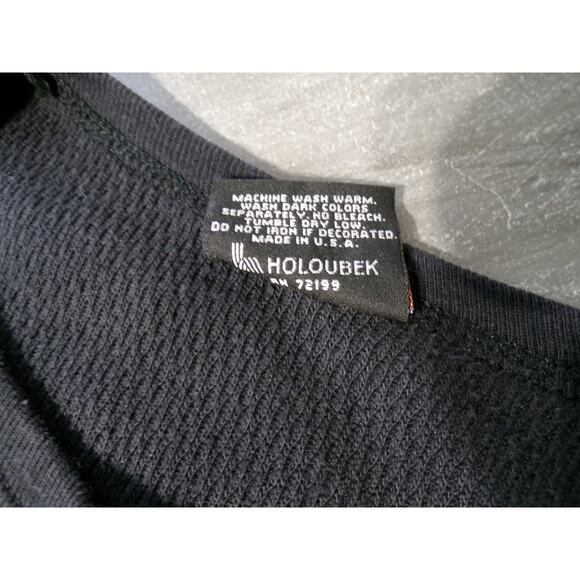 MACHINE WASH WARM.
WASH DARK COLORS
SEPARATELY. NO BLEACH.
TUMBLE DRY LOW.
DO NOT IRON IF DECORATED.
MADE IN U.S.A.
HOLOUBEK
RN 72199